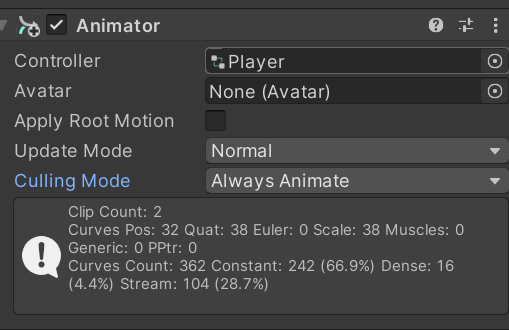 Animator
Controller
Player
Avatar
None (Avatar)
Apply Root Motion
Update Mode
Normal
Culling Mode
Always Animate
Clip Count: 2
Curves Pos: 32 Quat: 38 Euler: 0 Scale: 38 Muscles: 0
Generic: 0 PPtr: 0
Curves Count: 362 Constant: 242 (66.9%) Dense: 16
(4.4%) Stream: 104 (28.7%)